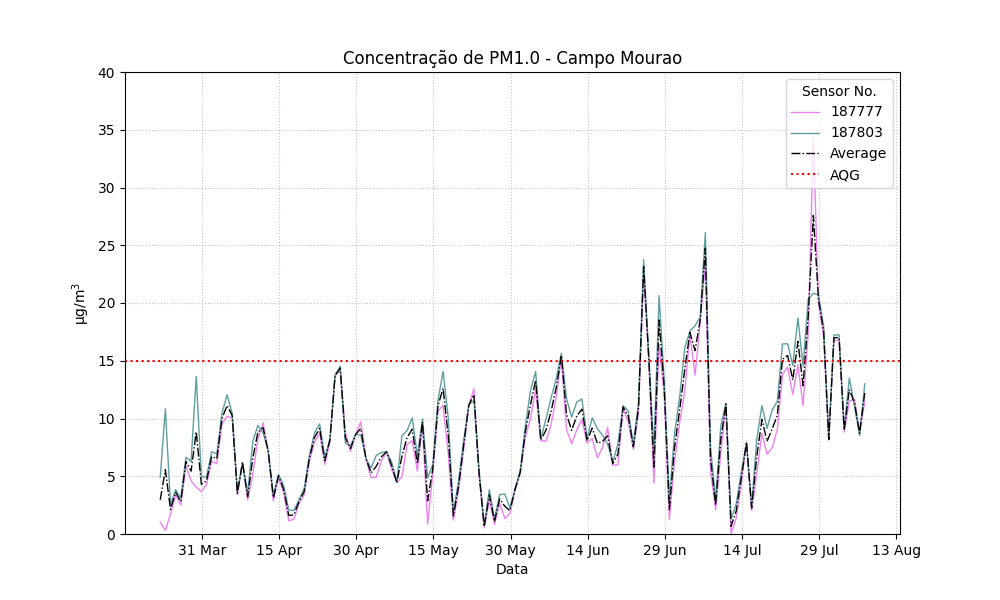 Concentração de PM1.0 - Campo Mourao
Sensor No.
187777
187803
Average
AQG
40
35
30
25
20
15
10
5
0
µg/m³
31 Mar
15 Apr
30 Apr
15 May
30 May
14 Jun
29 Jun
14 Jul
29 Jul
13 Aug
Data